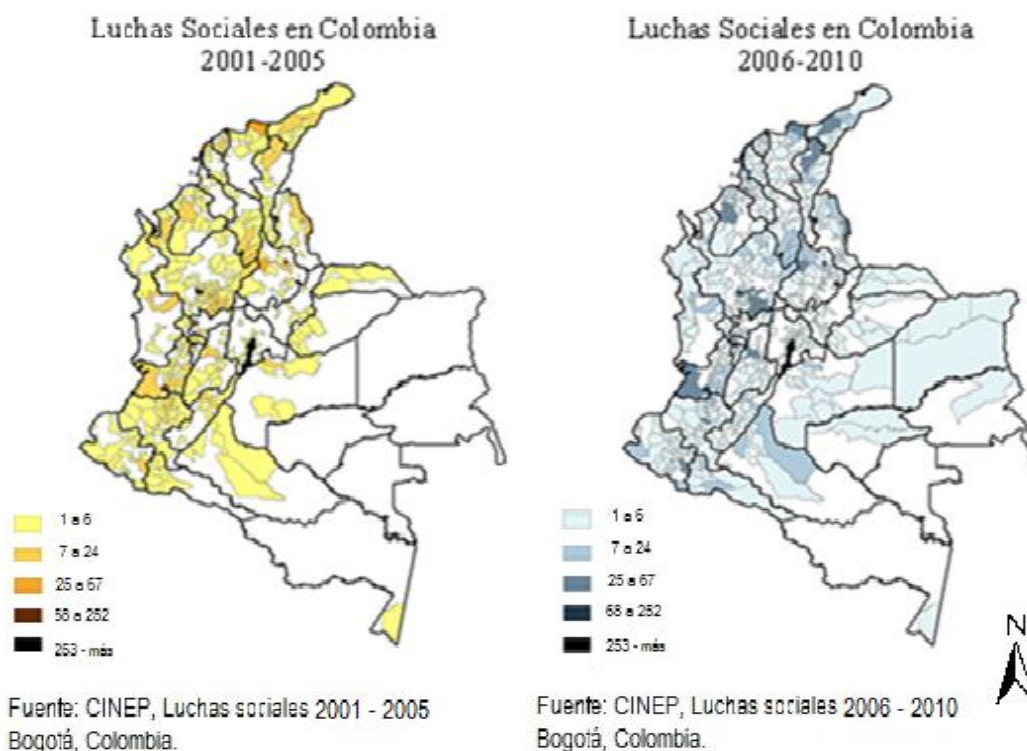 Luchas Sociales en Colombia
2001-2005
Luchas Sociales en Colombia
2006-2010
1 a 6
7 a 24
25 a 67
58 a 252
253 - más
1 a 6
7 a 24
25 a 67
68 a 252
253 - más
N
Fuente: CINEP, Luchas sociales 2001 - 2005
Bogotá, Colombia.
Fuente: CINEP, Luchas sociales 2006 - 2010
Bogotá, Colombia.